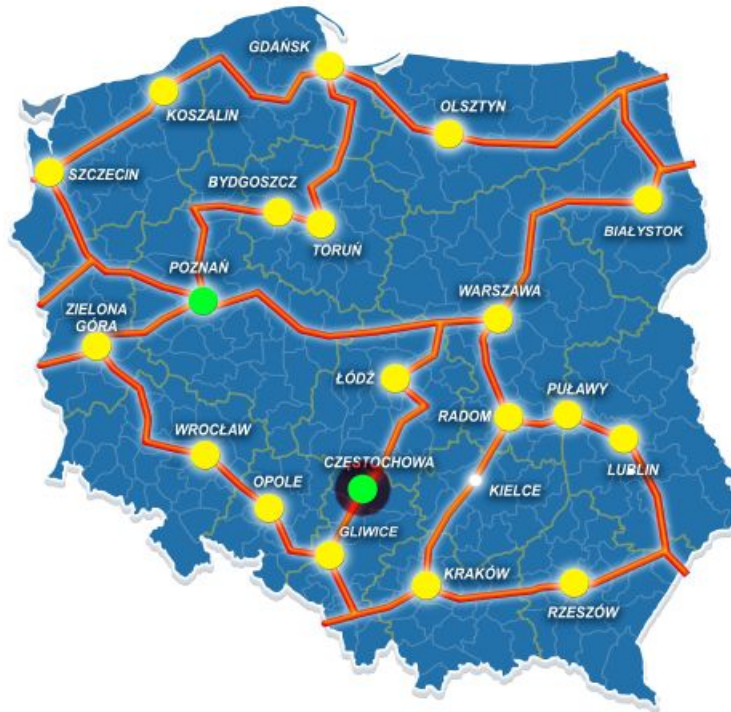 GDAŃSK
KOSZALIN
OLSZTYN
SZCZECIN
BYDGOSZCZ
TORUŃ
BIAŁYSTOK
POZNAŃ
WARSZAWA
ZIELONA
GÓRA
ŁÓDŹ
PUŁAWY
RADOM
WROCŁAW
CZĘSTOCHOWA
LUBLIN
OPOLE
KIELCE
GLIWICE
KRAKÓW
RZESZÓW